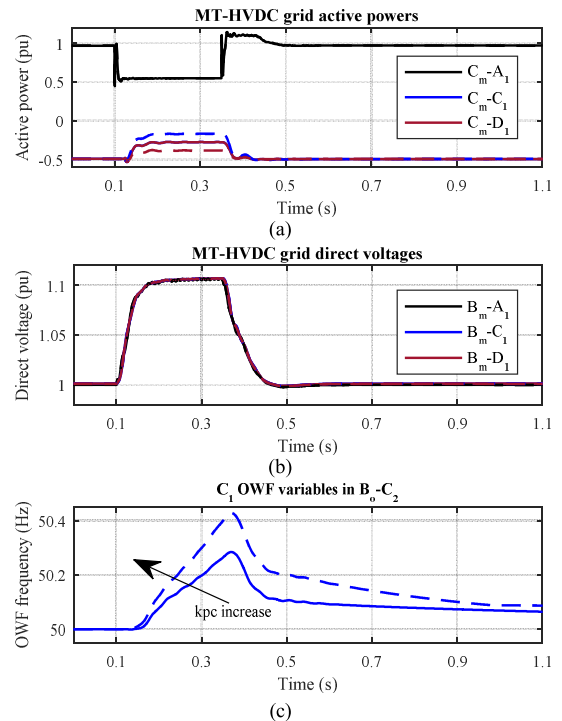 MT-HVDC grid active powers
Active power (pu)
1
0.5
0
-0.5
Cm-A1
Cm-C1
Cm-D1
0.1 0.3 0.5 0.7 0.9 1.1
Time (s)
(a)
MT-HVDC grid direct voltages
Direct voltage (pu)
1.1
1.05
1
Bm-A1
Bm-C1
Bm-D1
0.1 0.3 0.5 0.7 0.9 1.1
Time (s)
(b)
C1 OWF variables in Bo-C2
OWF frequency (Hz)
50.4
50.2
50
kpc increase
0.1 0.3 0.5 0.7 0.9 1.1
Time (s)
(c)